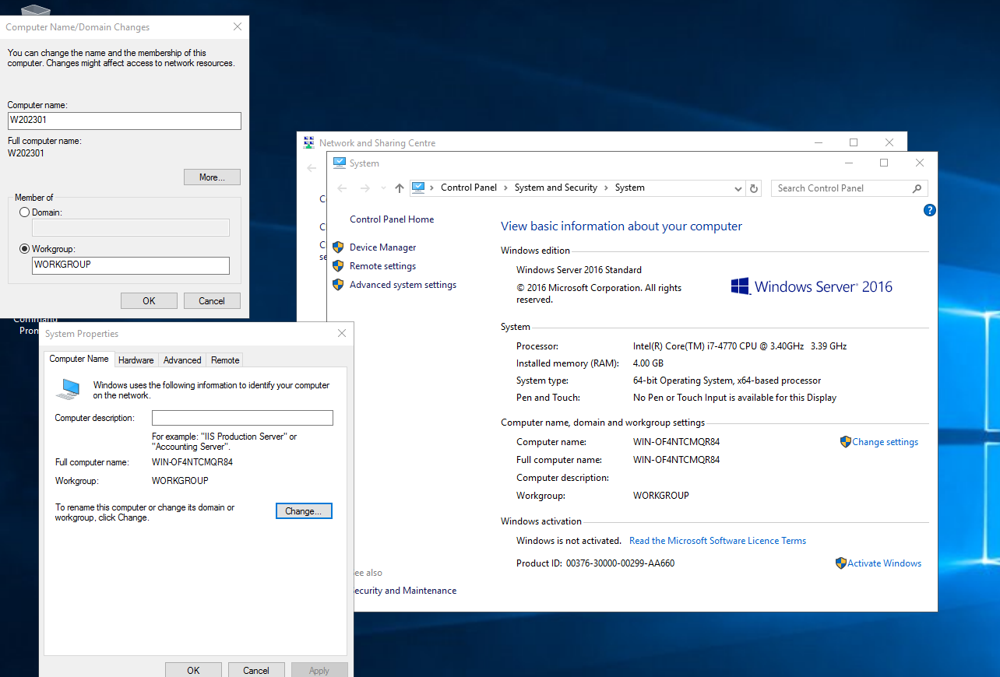 Computer Name/Domain Changes
You can change the name and the membership of this
computer. Changes might affect access to network resources.
Computer name:
W202301
Full computer name:
W202301
More...
Member of
Domain:
Workgroup:
WORKGROUP
OK
Cancel
Command
System Properties
Computer Name
Hardware
Advanced
Remote
Windows uses the following information to identify your computer
on the network.
Computer description:
For example: "IIS Production Server" or
"Accounting Server".
Full computer name:
WIN-OF4NTCMQR84
Workgroup:
WORKGROUP
To rename this computer or change its domain or
workgroup, click Change.
Change...
OK
Cancel
Apply
Network and Sharing Centre
System
Control Panel
System and Security
System
Search Control Panel
Control Panel Home
Device Manager
Remote settings
Advanced system settings
View basic information about your computer
Windows edition
Windows Server 2016 Standard
© 2016 Microsoft Corporation. All rights
reserved.
Windows Server® 2016
System
Processor: Intel(R) Core(TM) i7-4770 CPU @ 3.40GHz 3.39 GHz
Installed memory (RAM): 4.00 GB
System type: 64-bit Operating System, x64-based processor
Pen and Touch: No Pen or Touch Input is available for this Display
Computer name, domain and workgroup settings
Computer name: WIN-OF4NTCMQR84
Change settings
Full computer name: WIN-OF4NTCMQR84
Computer description:
Workgroup: WORKGROUP
Windows activation
Windows is not activated. Read the Microsoft Software Licence Terms
Product ID: 00376-30000-00299-AA660
Activate Windows
ee also
ecurity and Maintenance